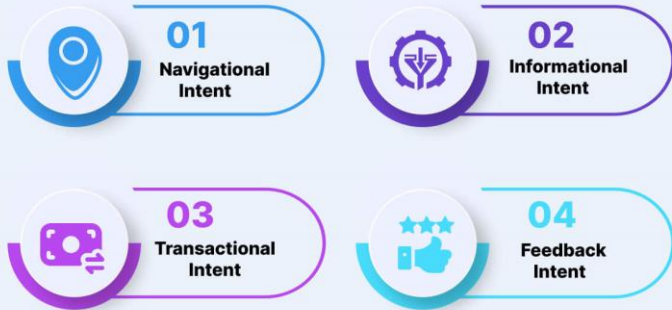 01
Navigational
Intent
02
Informational
Intent
03
Transactional
Intent
04
Feedback
Intent